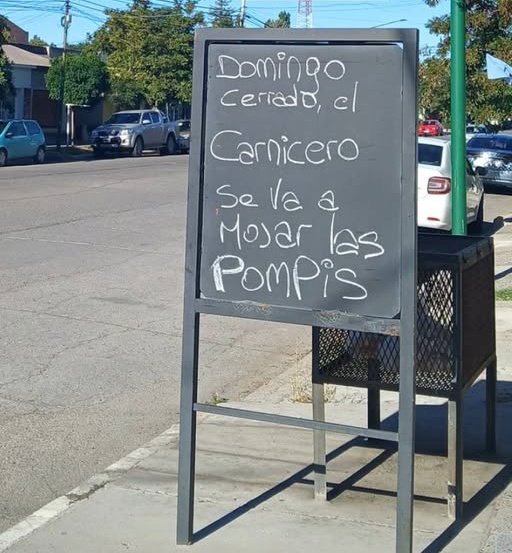 Domingo
cerrado, el
Carnicero
se va a
Mojar las
POMPIS